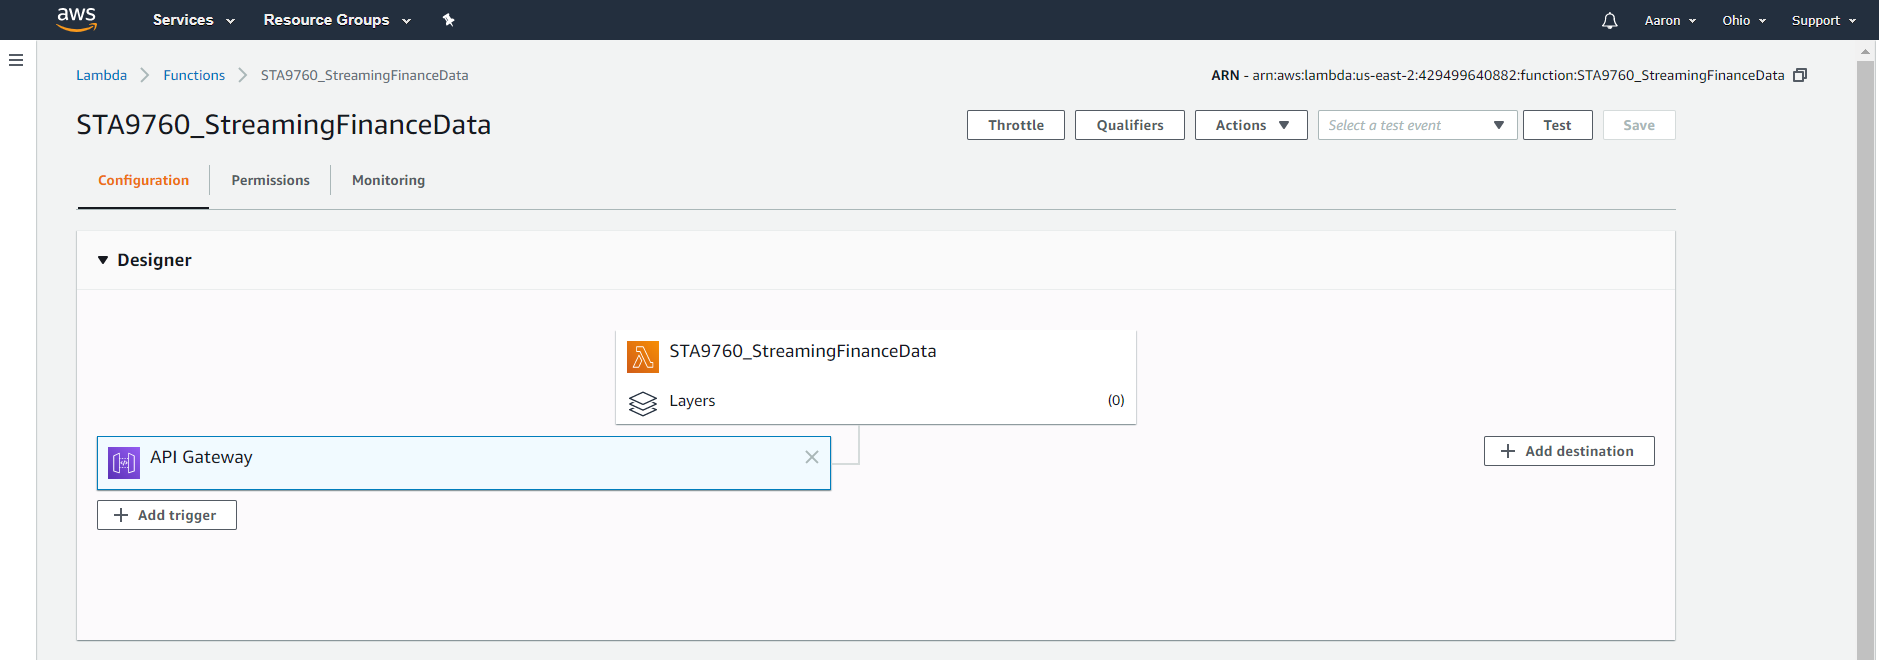 aws Services Resource Groups Aaron Ohio Support
Lambda Functions STA9760_StreamingFinanceData ARN - arn:aws:lambda:us-east-2:429499640882:function:STA9760_StreamingFinanceData
STA9760_StreamingFinanceData Throttle Qualifiers Actions Select a test event Test Save
Configuration Permissions Monitoring
Designer
STA9760_StreamingFinanceData
Layers (0)
API Gateway
Add destination
Add trigger